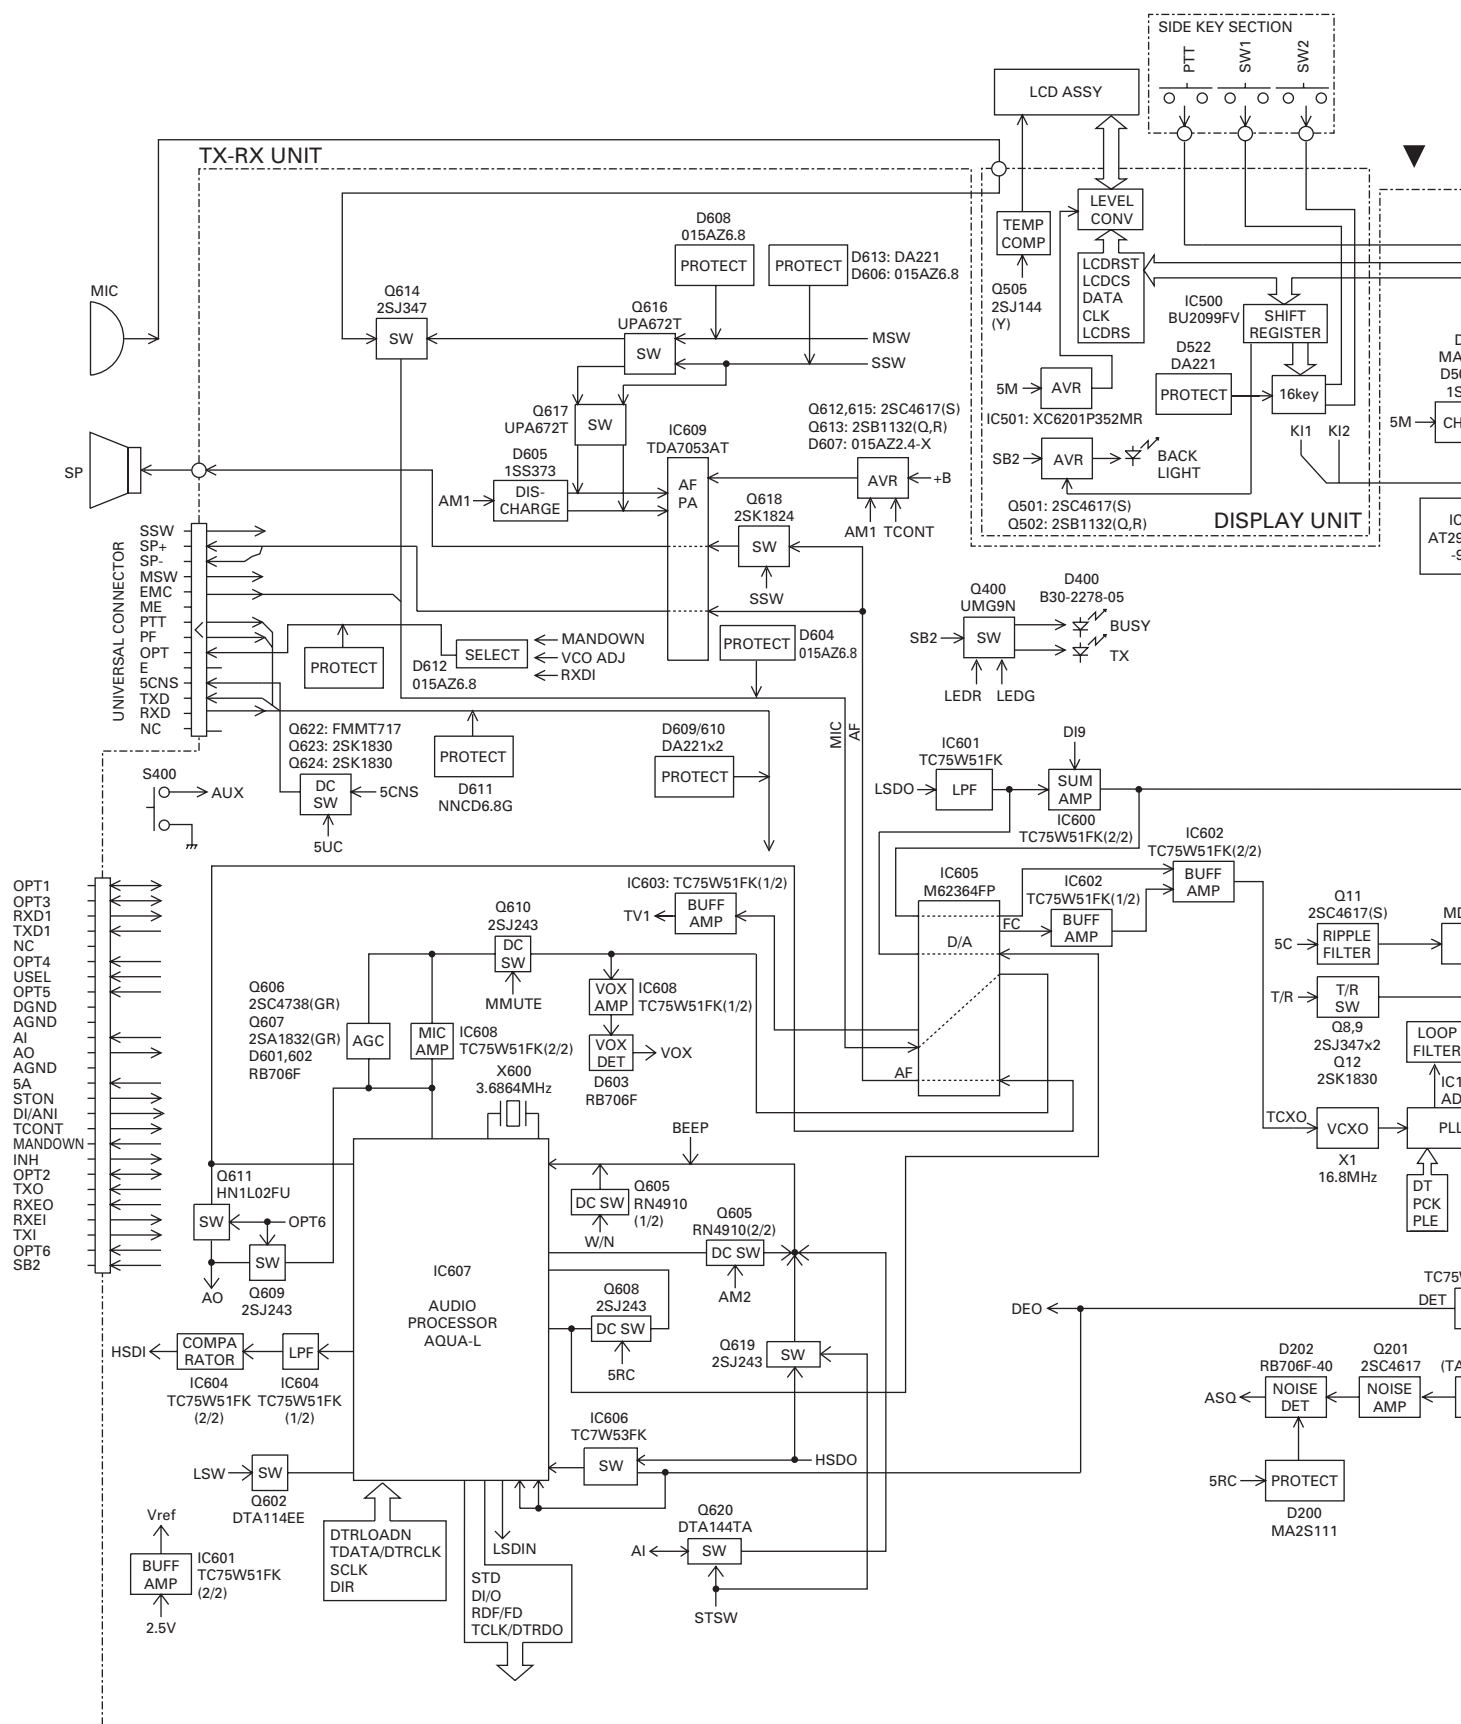 SIDE KEY SECTION
PTT
SW1
SW2
LCD ASSY
TX-RX UNIT
LEVEL
CONV
TEMP
COMP
LCDRST
LCDCS
DATA
CLK
LCDRS
Q505
2SJ144
(Y)
IC500
BU2099FV
SHIFT
REGISTER
D522
DA221
PROTECT
16key
KI1 KI2
5M
AVR
IC501: XC6201P352MR
SB2
AVR
BACK
LIGHT
Q501: 2SC4617(S)
Q502: 2SB1132(Q,R)
DISPLAY UNIT
D
MA
D50
1S
5M
CH
IC
AT29
-9
D608
015AZ6.8
PROTECT
PROTECT
D613: DA221
D606: 015AZ6.8
MIC
Q614
2SJ347
SW
Q616
UPA672T
SW
MSW
SSW
Q617
UPA672T
SW
Q612,615: 2SC4617(S)
Q613: 2SB1132(Q,R)
D607: 015AZ2.4-X
IC609
TDA7053AT
AF
PA
SP
D605
1SS373
AM1
DIS-
CHARGE
AVR
+B
AM1 TCONT
Q618
2SK1824
SW
SSW
UNIVERSAL CONNECTOR
SSW
SP+
SP-
MSW
EMC
ME
PTT
PF
OPT
E
5CNS
TXD
RXD
NC
PROTECT
D612
015AZ6.8
SELECT
MANDOWN
VCO ADJ
RXDI
PROTECT
D604
015AZ6.8
Q400
UMG9N
SB2
SW
LEDR LEDG
D400
B30-2278-05
BUSY
TX
Q622: FMMT717
Q623: 2SK1830
Q624: 2SK1830
DC
SW
5CNS
5UC
PROTECT
D611
NNCD6.8G
D609/610
DA221x2
PROTECT
MIC
AF
S400
AUX
IC601
TC75W51FK
LSDO
LPF
DI9
SUM
AMP
IC600
TC75W51FK(2/2)
IC602
TC75W51FK(2/2)
BUFF
AMP
OPT1
OPT3
RXD1
TXD1
NC
OPT4
USEL
OPT5
DGND
AGND
AI
AO
AGND
5A
STON
DI/ANI
TCONT
MANDOWN
INH
OPT2
TXO
RXEO
RXEI
TXI
OPT6
SB2
IC603: TC75W51FK(1/2)
TV1
BUFF
AMP
IC605
M62364FP
D/A
AF
FC
IC602
TC75W51FK(1/2)
BUFF
AMP
Q11
2SC4617(S)
5C
RIPPLE
FILTER
MD
T/R
T/R
SW
Q8,9
2SJ347x2
Q12
2SK1830
LOOP
FILTER
IC1
AD
PLL
TCXO
VCXO
X1
16.8MHz
DT
PCK
PLE
Q610
2SJ243
DC
SW
MMUTE
VOX
AMP
IC608
TC75W51FK(1/2)
VOX
DET
VOX
D603
RB706F
Q606
2SC4738(GR)
Q607
2SA1832(GR)
D601,602
RB706F
AGC
MIC
AMP
IC608
TC75W51FK(2/2)
X600
3.6864MHz
BEEP
Q611
HN1L02FU
SW
OPT6
SW
AO
Q609
2SJ243
DC SW
Q605
RN4910
(1/2)
W/N
Q605
RN4910(2/2)
DC SW
AM2
IC607
AUDIO
PROCESSOR
AQUA-L
Q608
2SJ243
DC SW
5RC
Q619
2SJ243
SW
DEO
TC75W
DET
HSDI
COMPA
RATOR
LPF
IC604
TC75W51FK
(2/2)
IC604
TC75W51FK
(1/2)
D202
RB706F-40
NOISE
DET
ASQ
Q201
2SC4617
NOISE
AMP
(TA
IC606
TC7W53FK
SW
HSDO
LSW
SW
Q602
DTA114EE
5RC
PROTECT
D200
MA2S111
Vref
BUFF
AMP
IC601
TC75W51FK
(2/2)
2.5V
DTRLOADN
TDATA/DTRCLK
SCLK
DIR
LSDIN
STD
DI/O
RDF/FD
TCLK/DTRDO
Q620
DTA144TA
AI
SW
STSW